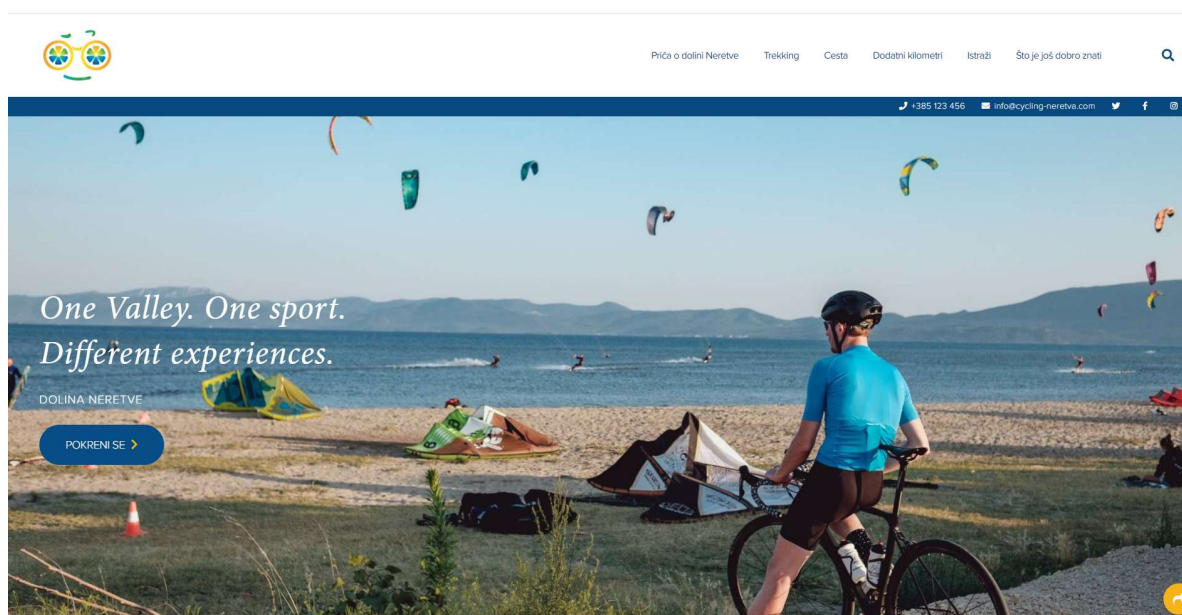 Priča o dolini Neretve
Trekking
Cesta
Dodatni kilometri
Istraži
Što je još dobro znati
+385 123 456
info@cycling-neretva.com
One Valley. One sport.
Different experiences.
DOLINA NERETVE
POKRENI SE